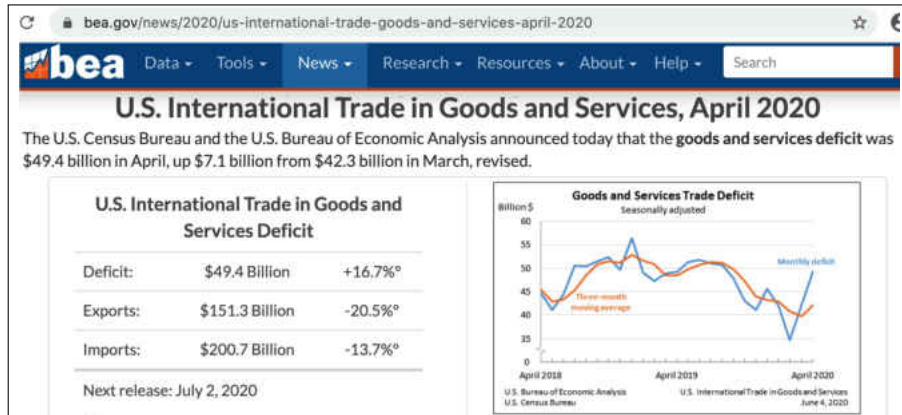 bea.gov/news/2020/us-international-trade-goods-and-services-april-2020
bea Data Tools News Research Resources About Help Search
U.S. International Trade in Goods and Services, April 2020
The U.S. Census Bureau and the U.S. Bureau of Economic Analysis announced today that the goods and services deficit was
$49.4 billion in April, up $7.1 billion from $42.3 billion in March, revised.
U.S. International Trade in Goods and
Services Deficit
Deficit: $49.4 Billion +16.7%°
Exports: $151.3 Billion -20.5%°
Imports: $200.7 Billion -13.7%°
Next release: July 2, 2020
Goods and Services Trade Deficit
Billion $ Seasonally adjusted
60
55
50 Monthly deficit
45
Three-month
40 moving average
35
0
April 2018 April 2019 April 2020
U.S. Bureau of Economic Analysis U.S. International Trade in Goods and Services
U.S. Census Bureau June 4, 2020